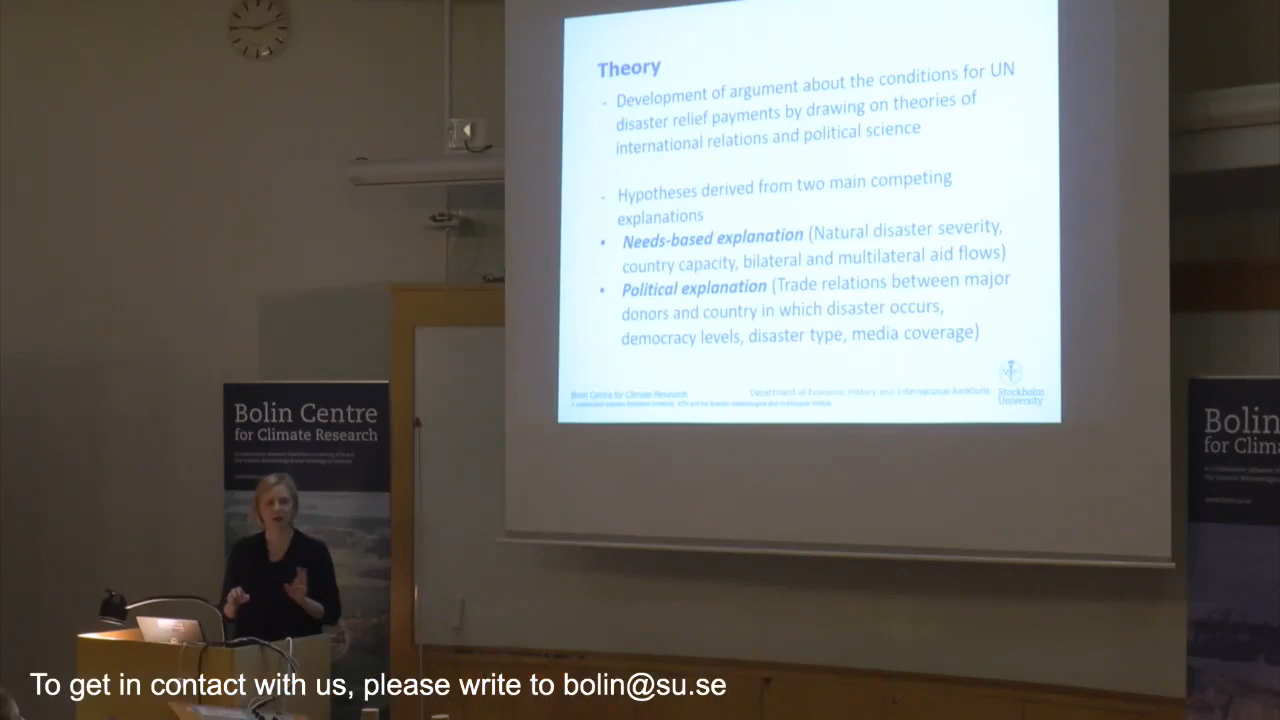 Theory
- Development of argument about the conditions for UN
disaster relief payments by drawing on theories of
international relations and political science
- Hypotheses derived from two main competing
explanations
• Needs-based explanation (Natural disaster severity,
country capacity, bilateral and multilateral aid flows)
• Political explanation (Trade relations between major
donors and country in which disaster occurs,
democracy levels, disaster type, media coverage)
Bolin Centre for Climate Research
Department of Economic History and International Relations
Stockholm
University
Bolin Centre
for Climate Research
Bolin
for Clima
To get in contact with us, please write to bolin@su.se